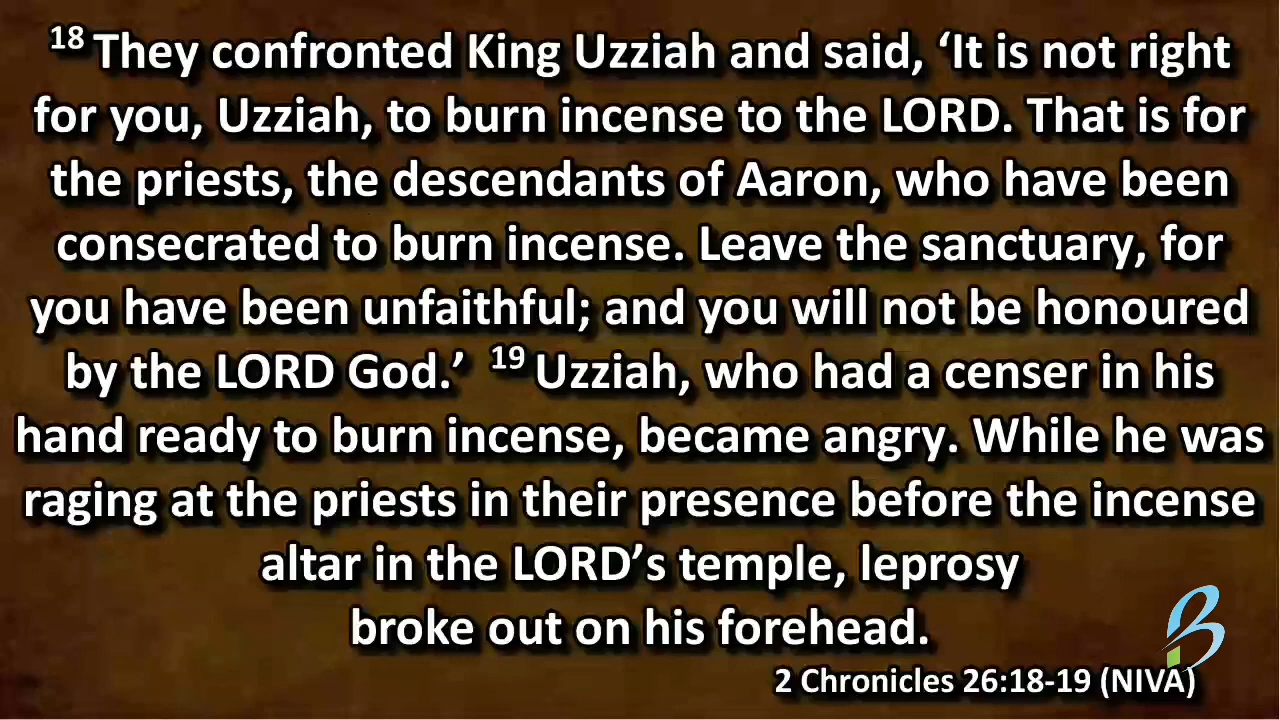 18 They confronted King Uzziah and said, ‘It is not right
for you, Uzziah, to burn incense to the LORD. That is for
the priests, the descendants of Aaron, who have been
consecrated to burn incense. Leave the sanctuary, for
you have been unfaithful; and you will not be honoured
by the LORD God.’ 19 Uzziah, who had a censer in his
hand ready to burn incense, became angry. While he was
raging at the priests in their presence before the incense
altar in the LORD’s temple, leprosy
broke out on his forehead.
2 Chronicles 26:18-19 (NIVA)
B